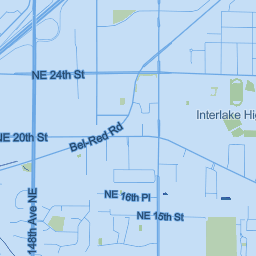 NE 24th St
Interlake Hig
NE 20th St
Bel-Red Rd
148th Ave NE
NE 16th Pl
NE 15th St